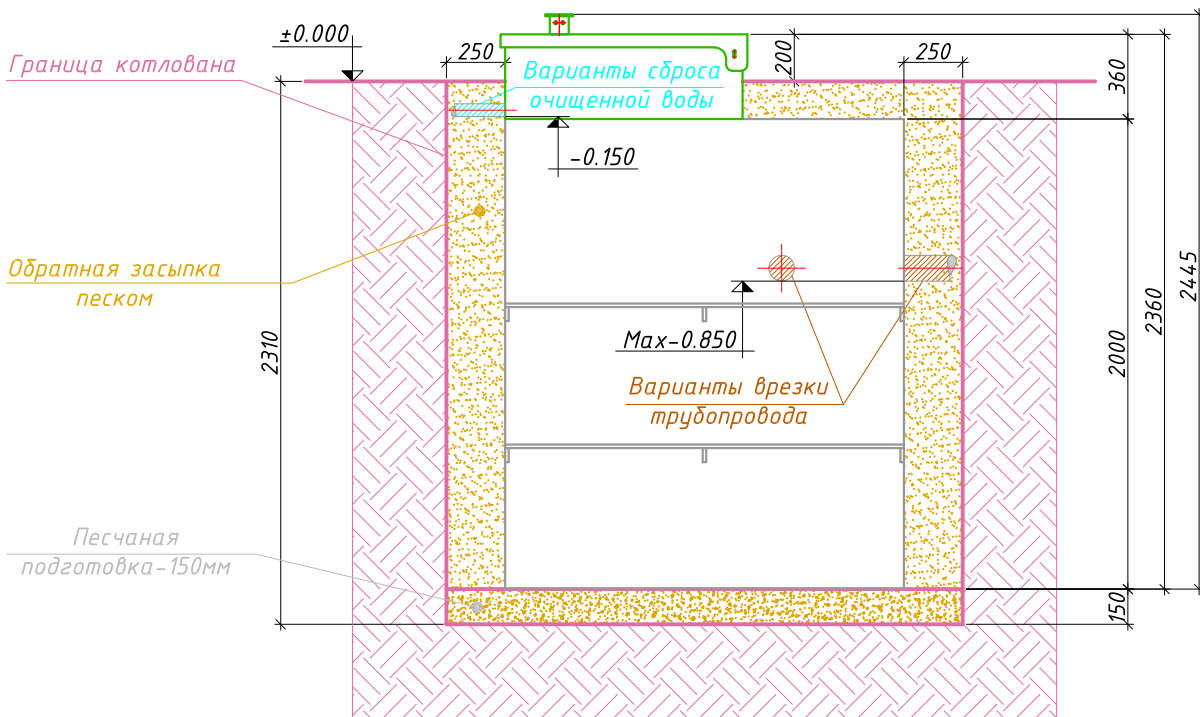 ±0.000
Граница котлована
250
Варианты сброса
очищенной воды
200
250
360
-0.150
Обратная засыпка
песком
2445
2360
2310
Max-0.850
2000
Варианты врезки
трубопровода
Песчаная
подготовка-150мм
150